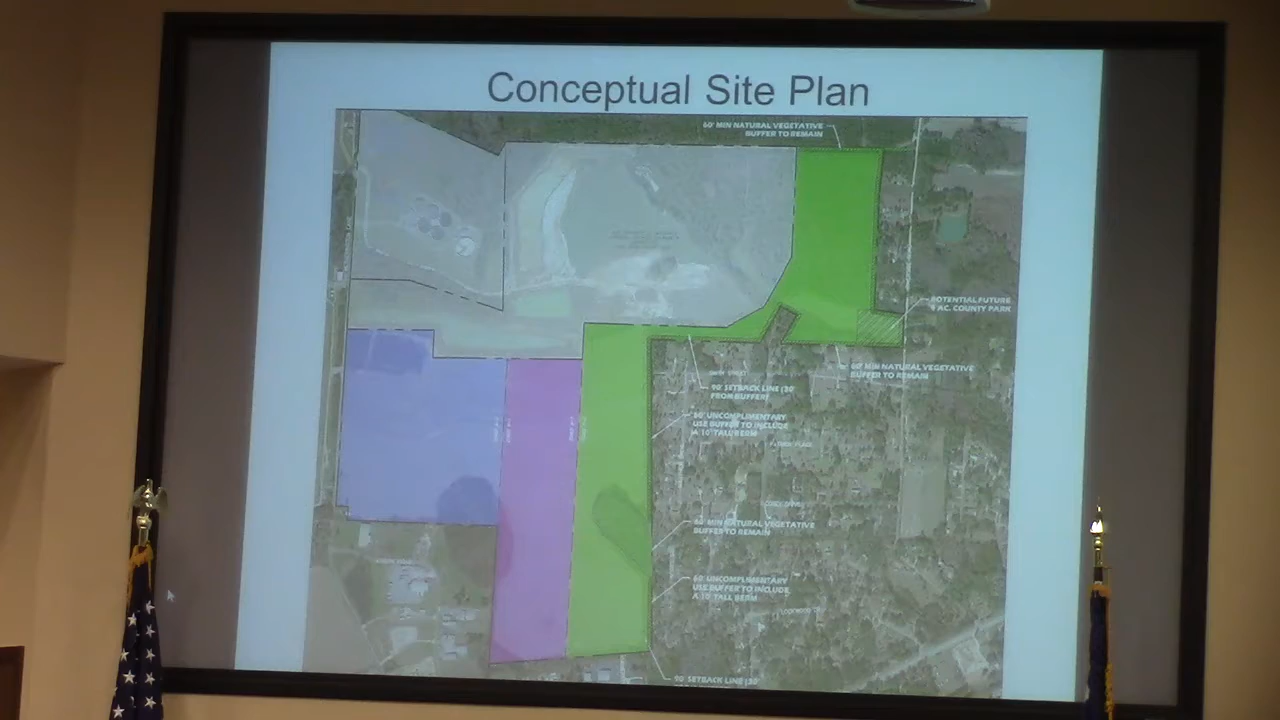 Conceptual Site Plan
60' MIN NATURAL VEGETATIVE
BUFFER TO REMAIN
POTENTIAL FUTURE
9 AC. COUNTY PARK
60' MIN NATURAL VEGETATIVE
BUFFER TO REMAIN
90' SETBACK LINE (30'
FROM BUFFER)
60' UNCOMPLIMENTARY
USE BUFFER TO INCLUDE
A 10' TALL BERM
60' MIN NATURAL VEGETATIVE
BUFFER TO REMAIN
60' UNCOMPLIMENTARY
USE BUFFER TO INCLUDE
A 10' TALL BERM
90' SETBACK LINE (30'